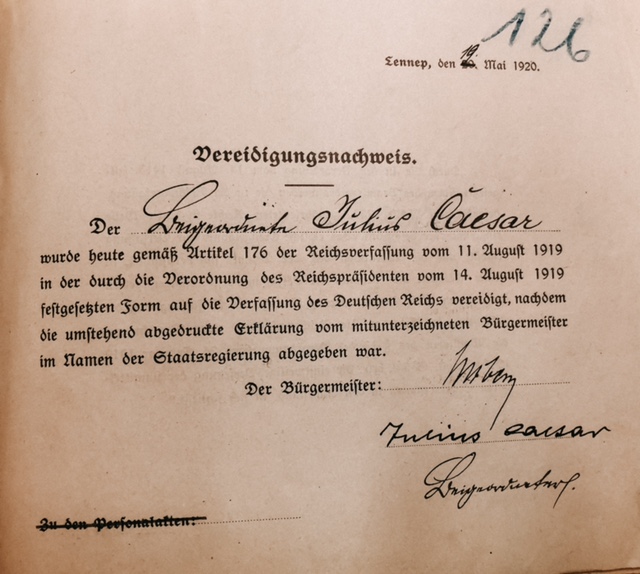 126
Lennep, den 19. Mai 1920.
Vereidigungsnachweis.
Der Beigeordnete Julius Cäsar
wurde heute gemäß Artikel 176 der Reichsverfassung vom 11. August 1919
in der durch die Verordnung des Reichspräsidenten vom 14. August 1919
festgesetzten Form auf die Verfassung des Deutschen Reichs vereidigt, nachdem
die umstehend abgedruckte Erklärung vom mitunterzeichneten Bürgermeister
im Namen der Staatsregierung abgegeben war.
Der Bürgermeister:
Julius Caesar
Beigeordneter.
Zu den Personalakten: